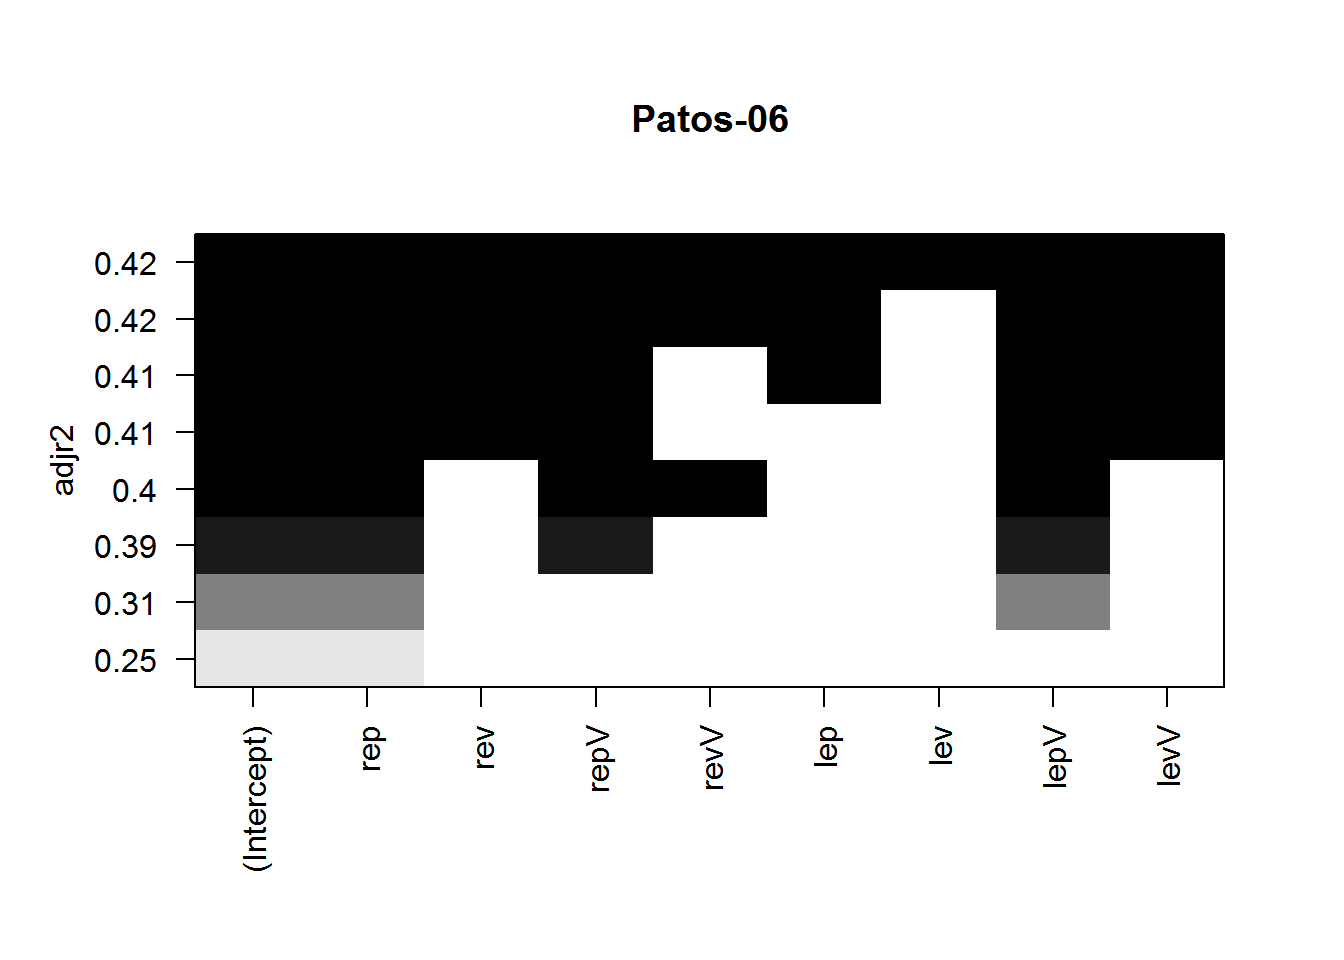 Patos-06
adjr2
0.42
0.42
0.41
0.41
0.4
0.39
0.31
0.25
(Intercept)
rep
rev
repV
revV
lep
lev
lepV
levV